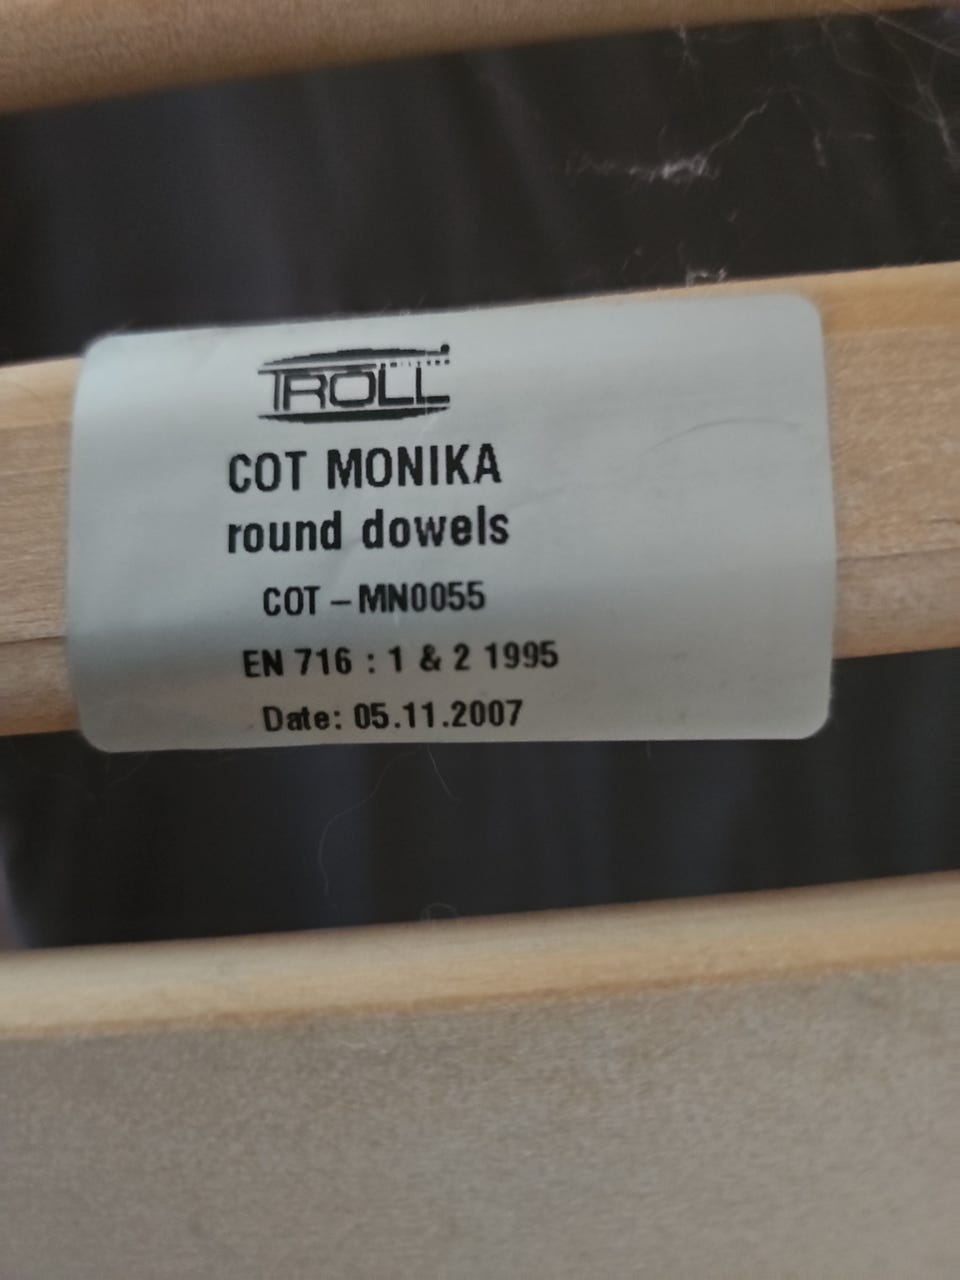 TROLL
COT MONIKA
round dowels
COT – MN0055
EN 716 : 1 & 2 1995
Date: 05.11.2007